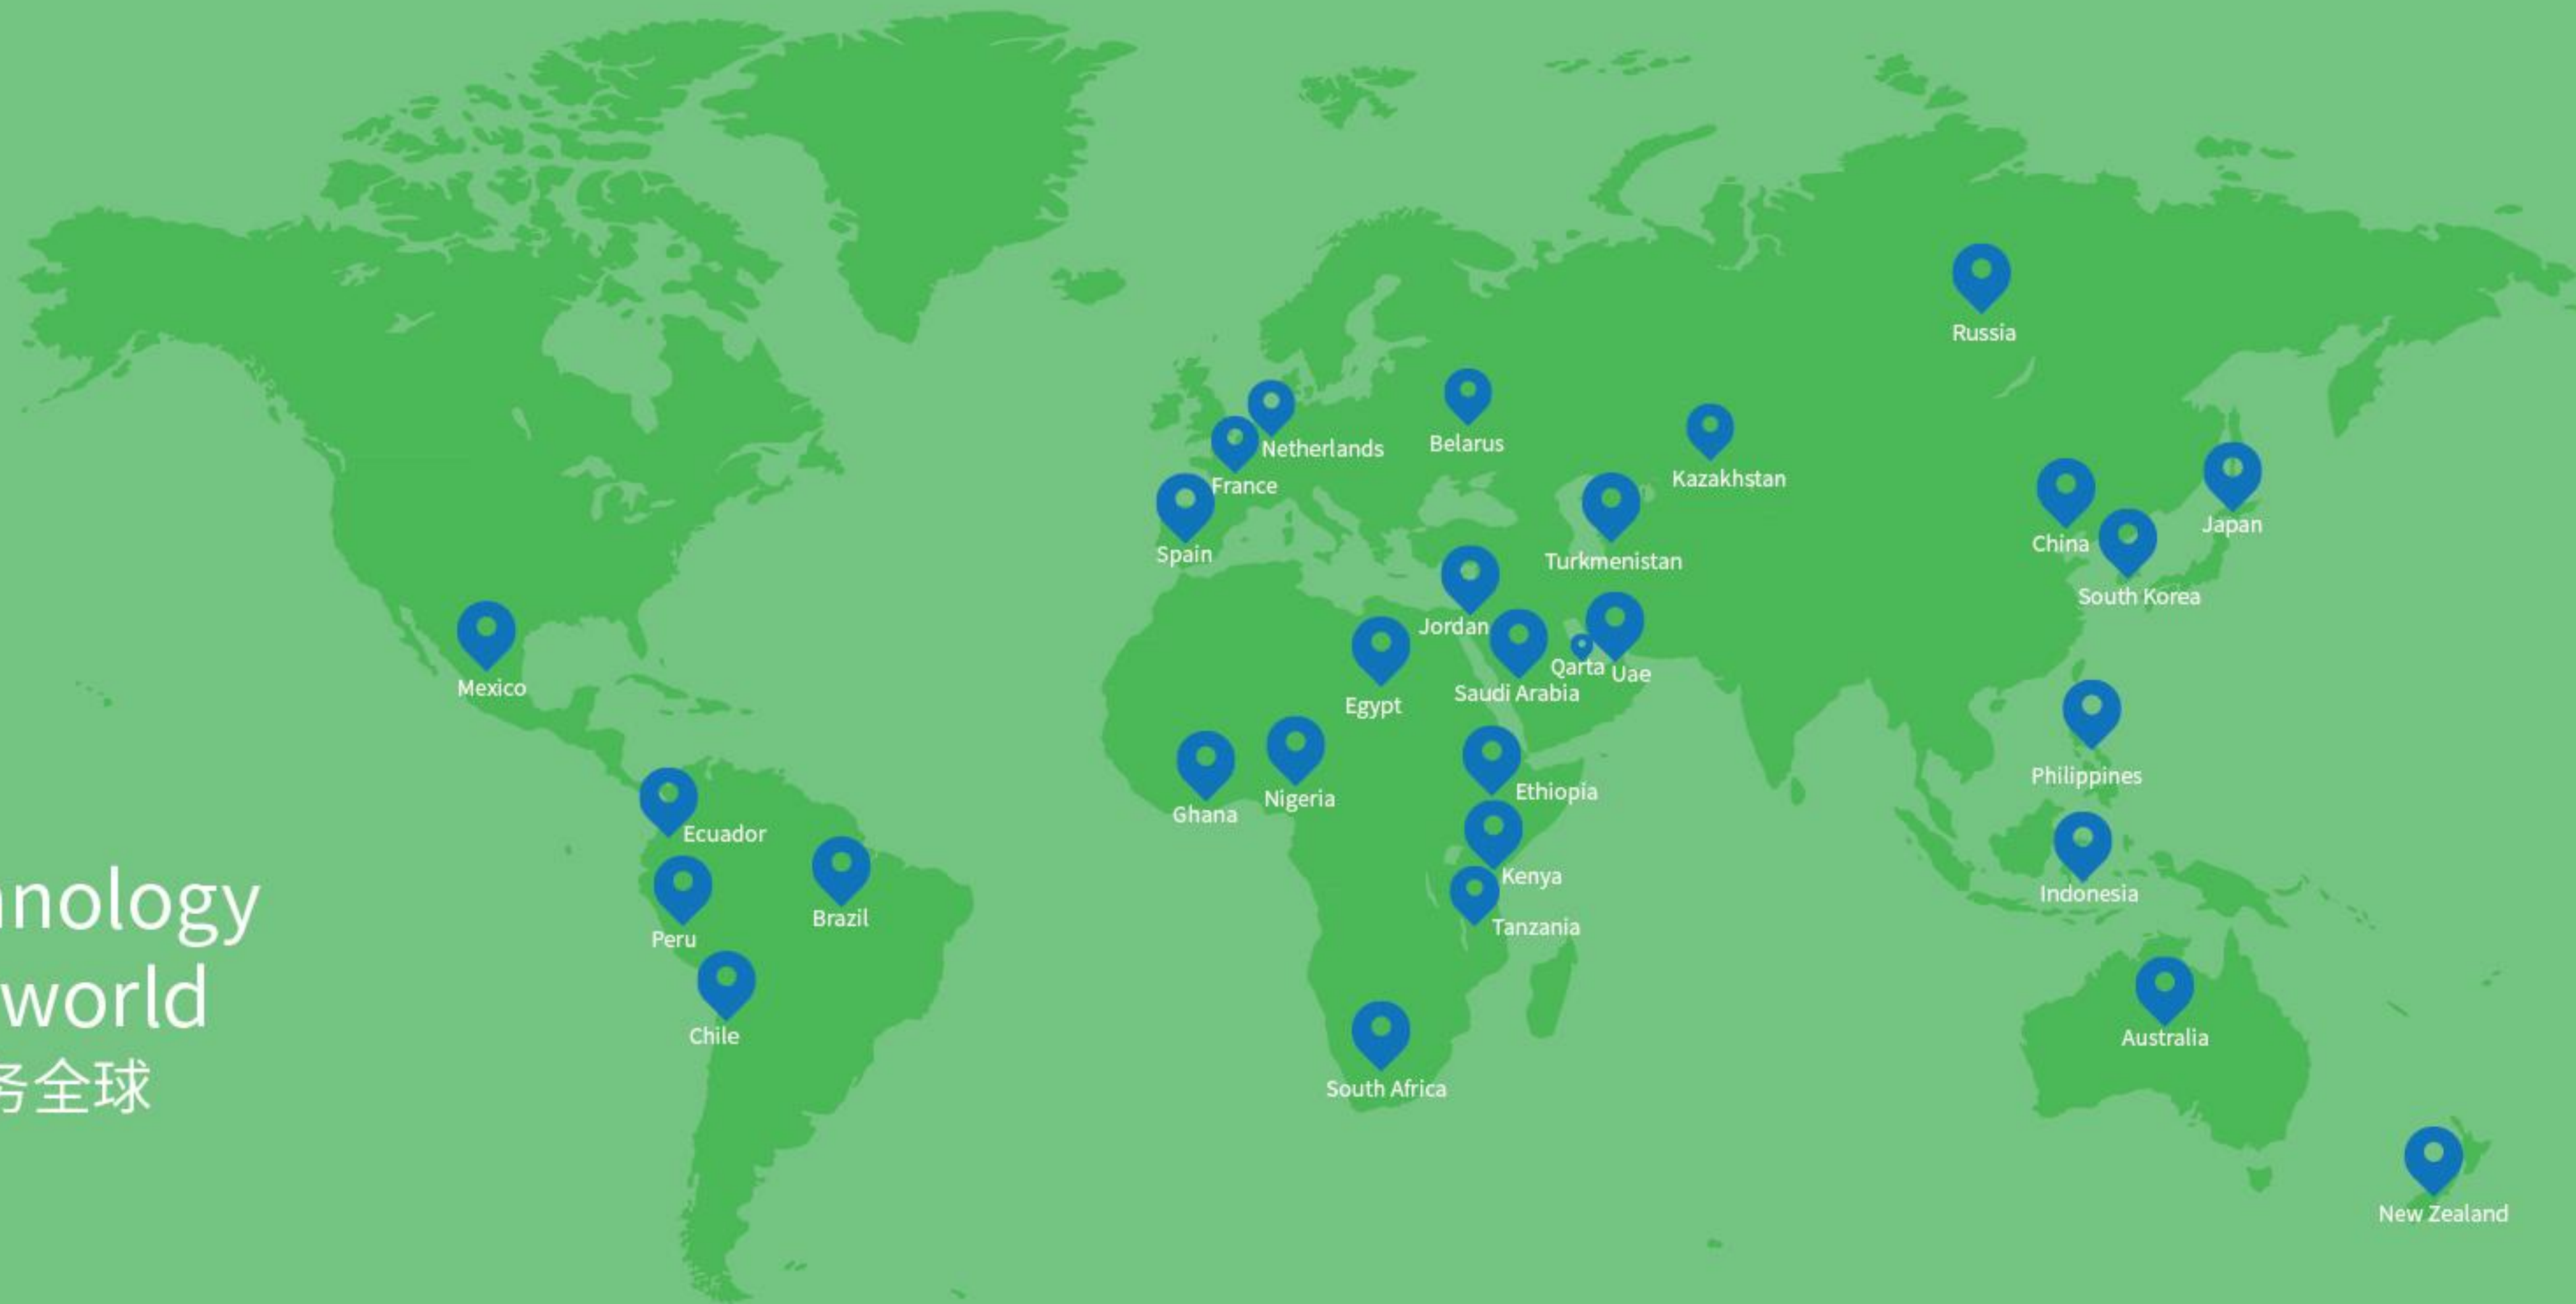 Russia
Netherlands
Belarus
France
Kazakhstan
Spain
Turkmenistan
China
Japan
South Korea
Jordan
Qarta
Uae
Saudi Arabia
Egypt
Mexico
Philippines
Ethiopia
Nigeria
Ghana
Ecuador
Kenya
Indonesia
Brazil
Tanzania
Peru
Chile
Australia
South Africa
New Zealand
nology
world
务全球